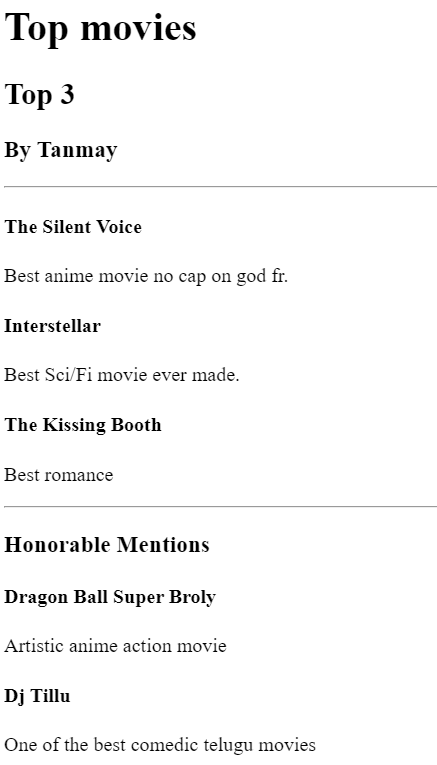 Top movies
Top 3
By Tanmay
The Silent Voice
Best anime movie no cap on god fr.
Interstellar
Best Sci/Fi movie ever made.
The Kissing Booth
Best romance
Honorable Mentions
Dragon Ball Super Broly
Artistic anime action movie
Dj Tillu
One of the best comedic telugu movies